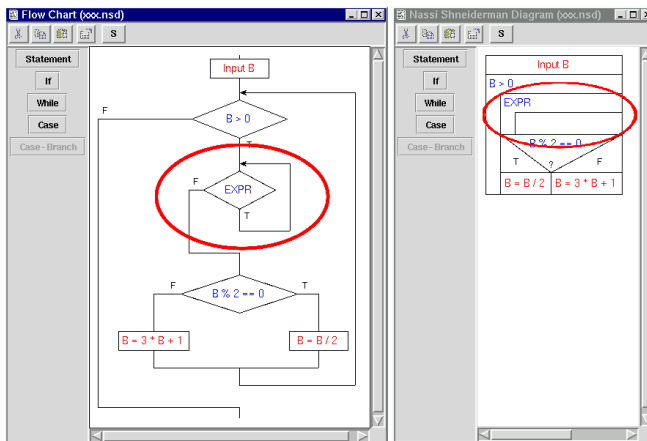 Flow Chart (xxx.nsd)
S
Statement
If
While
Case
Case - Branch
Input B
F
B > 0
T
F
EXPR
T
F
B % 2 == 0
T
B = 3 * B + 1
B = B / 2
Nassi Shneiderman Diagram (xxx.nsd)
S
Statement
If
While
Case
Case - Branch
Input B
B > 0
EXPR
B % 2 == 0
T
?
F
B = B / 2
B = 3 * B + 1